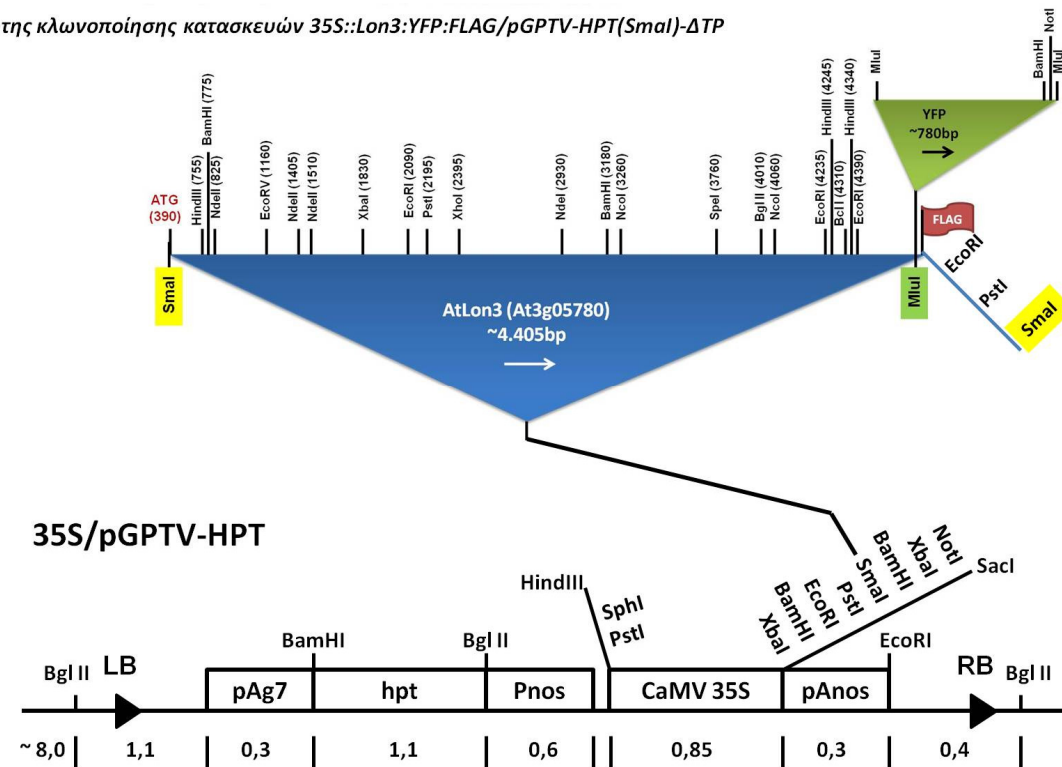 της κλωνοποίησης κατασκευών 35S::Lon3:YFP:FLAG/pGPTV-HPT(SmaI)-ΔTP
MluI
BamHI
NotI
MluI
YFP
~780bp
ATG
(390)
HindIII (755)
BamHI (775)
NdeII (825)
EcoRV (1160)
NdeII (1405)
NdeII (1510)
XbaI (1830)
EcoRI (2090)
PstI (2195)
XhoI (2395)
NdeI (2930)
BamHI (3180)
NcoI (3260)
SpeI (3760)
Bgl II (4010)
NcoI (4060)
EcoRI (4235)
HindIII (4245)
BclI (4310)
HindIII (4340)
EcoRI (4390)
FLAG
SmaI
MluI
EcoRI
PstI
SmaI
AtLon3 (At3g05780)
~4.405bp
35S/pGPTV-HPT
HindIII
SphI
PstI
XbaI
BamHI
EcoRI
PstI
SmaI
BamHI
XbaI
NotI
SacI
Bgl II
LB
BamHI
Bgl II
EcoRI
RB
Bgl II
pAg7
hpt
Pnos
CaMV 35S
pAnos
~ 8,0
1,1
0,3
1,1
0,6
0,85
0,3
0,4